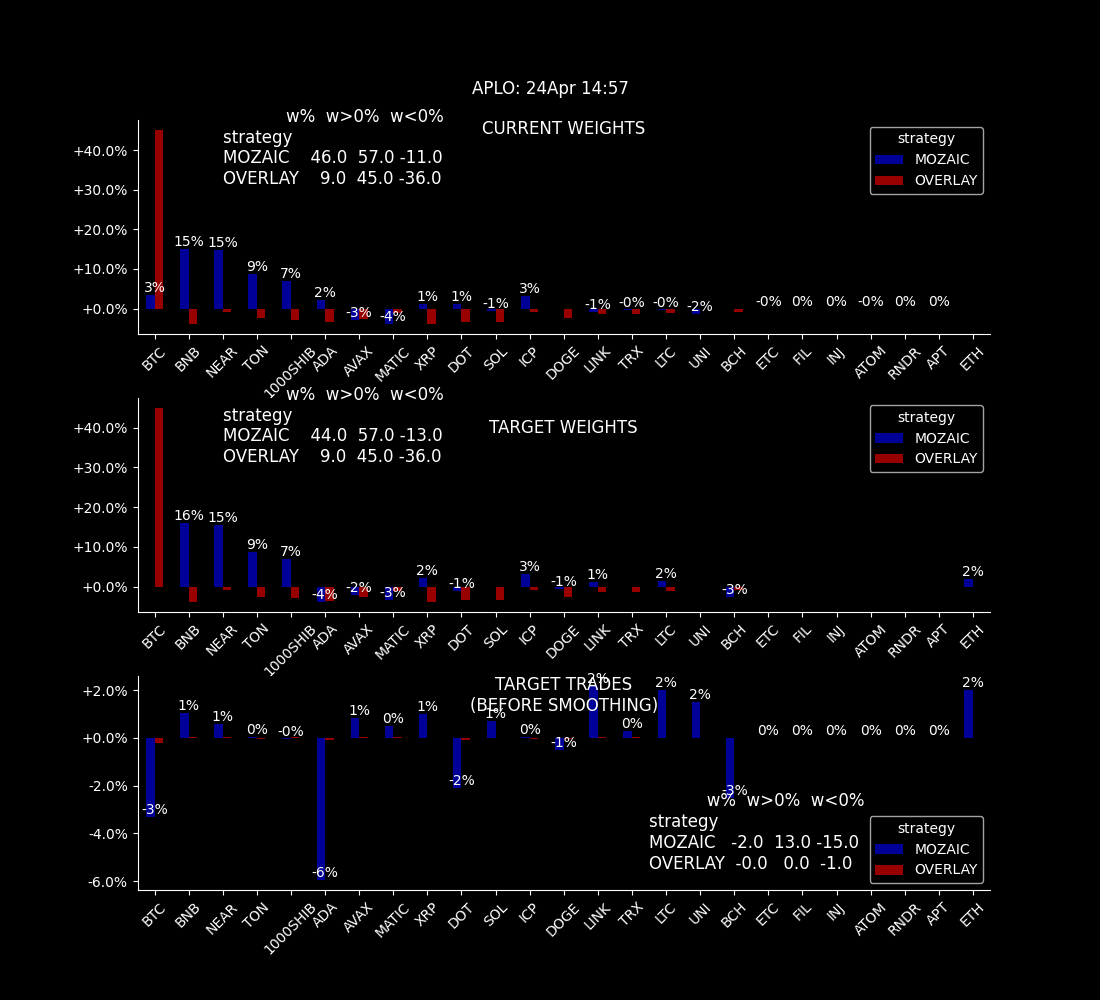 APLO: 24Apr 14:57
CURRENT WEIGHTS
w% w>0% w<0%
strategy
MOZAIC 46.0 57.0 -11.0
OVERLAY 9.0 45.0 -36.0
strategy
MOZAIC
OVERLAY
+40.0%
+30.0%
+20.0%
+10.0%
+0.0%
3% 15% 15% 9% 7% 2% -3% -4% 1% 1% -1% 3% -1% -0% -0% -2% -0% 0% 0% -0% 0% 0%
BTC BNB NEAR TON 1000SHIB ADA AVAX MATIC XRP DOT SOL ICP DOGE LINK TRX LTC UNI BCH ETC FIL INJ ATOM RNDR APT ETH
TARGET WEIGHTS
w% w>0% w<0%
strategy
MOZAIC 44.0 57.0 -13.0
OVERLAY 9.0 45.0 -36.0
strategy
MOZAIC
OVERLAY
+40.0%
+30.0%
+20.0%
+10.0%
+0.0%
16% 15% 9% 7% -4% -2% -3% 2% -1% 3% -1% 1% 2% -3% 2%
BTC BNB NEAR TON 1000SHIB ADA AVAX MATIC XRP DOT SOL ICP DOGE LINK TRX LTC UNI BCH ETC FIL INJ ATOM RNDR APT ETH
TARGET TRADES
(BEFORE SMOOTHING)
+2.0%
+0.0%
-2.0%
-4.0%
-6.0%
-3% 1% 1% 0% -0% -6% 1% 0% 1% -2% 1% 0% -1% 2% 0% 2% 2% -3% 0% 0% 0% 0% 0% 0% 2%
w% w>0% w<0%
strategy
MOZAIC -2.0 13.0 -15.0
OVERLAY -0.0 0.0 -1.0
strategy
MOZAIC
OVERLAY
BTC BNB NEAR TON 1000SHIB ADA AVAX MATIC XRP DOT SOL ICP DOGE LINK TRX LTC UNI BCH ETC FIL INJ ATOM RNDR APT ETH